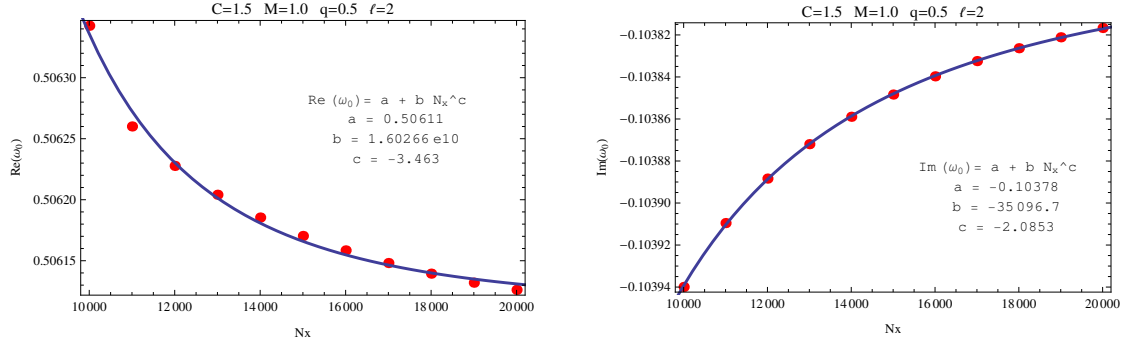 C=1.5 M=1.0 q=0.5 ℓ=2
0.50630
0.50625
0.50620
0.50615
Re(ω₀)
Re (ω₀) = a + b Nₓ^c
a = 0.50611
b = 1.60266 e10
c = -3.463
10000 12000 14000 16000 18000 20000
Nx
C=1.5 M=1.0 q=0.5 ℓ=2
-0.10382
-0.10384
-0.10386
-0.10388
-0.10390
-0.10392
-0.10394
Im(ω₀)
Im (ω₀) = a + b Nₓ^c
a = -0.10378
b = -35096.7
c = -2.0853
10000 12000 14000 16000 18000 20000
Nx